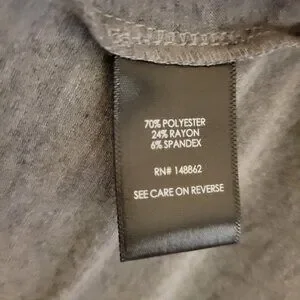 70% POLYESTER
24% RAYON
6% SPANDEX
RN# 148862
SEE CARE ON REVERSE